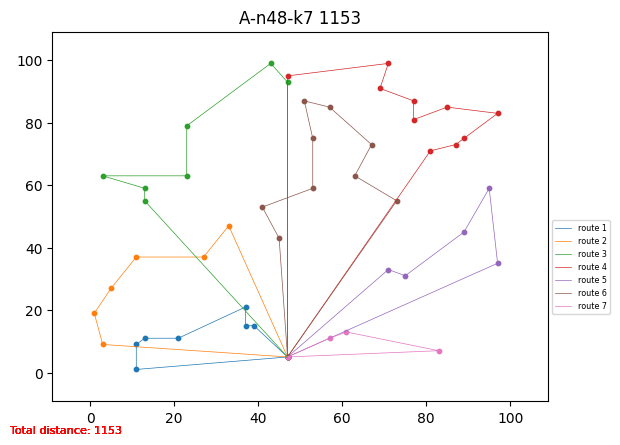 A-n48-k7 1153
100
80
60
40
20
0
0 20 40 60 80 100
route 1
route 2
route 3
route 4
route 5
route 6
route 7
Total distance: 1153